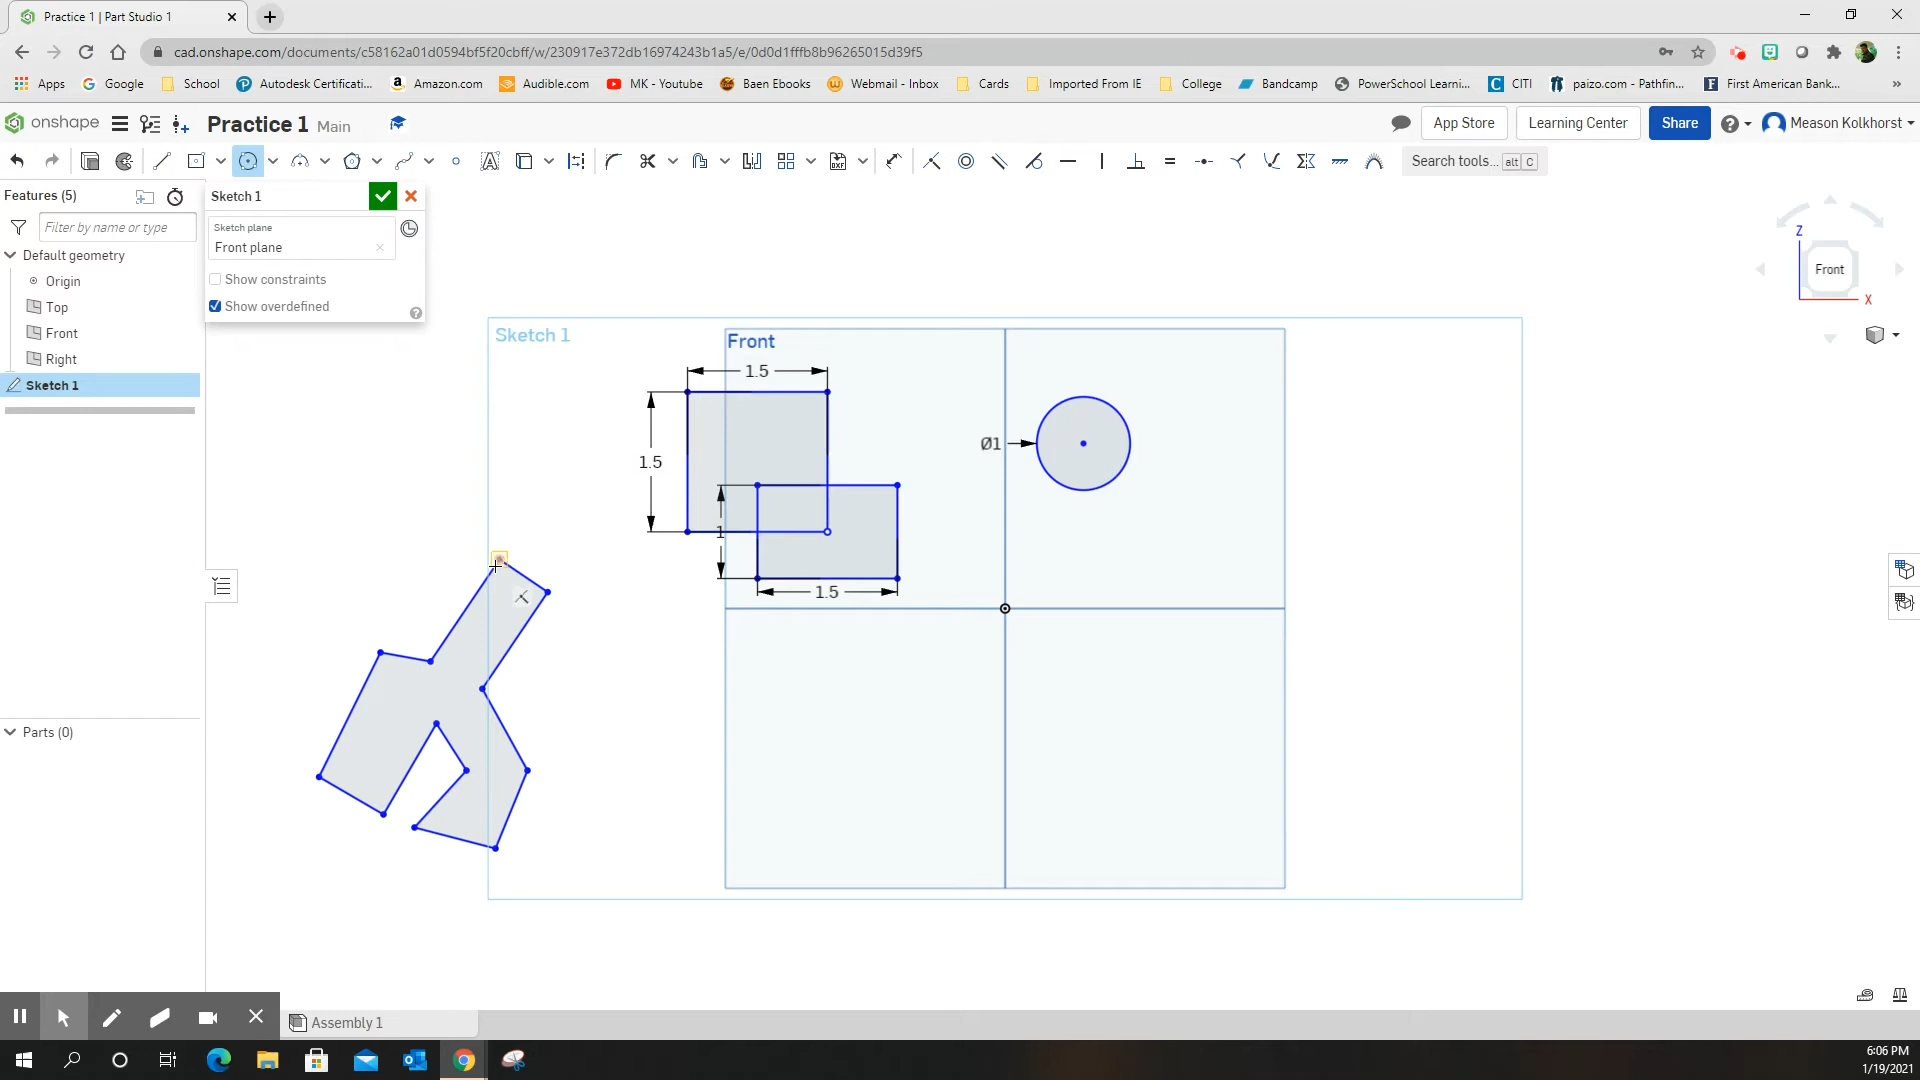 Practice 1 | Part Studio 1
cad.onshape.com/documents/c58162a01d0594bf5f20cbff/w/230917e372db16974243b1a5/e/0d0d1fffb8b96265015d39f5
Apps Google School Autodesk Certificati... Amazon.com Audible.com MK - Youtube Baen Ebooks Webmail - Inbox Cards Imported From IE College Bandcamp PowerSchool Learni... CITI paizo.com - Pathfin... First American Bank... »
onshape Practice 1 Main App Store Learning Center Share Meason Kolkhorst
Search tools... alt C
Features (5)
Filter by name or type
Default geometry
Origin
Top
Front
Right
Sketch 1
Parts (0)
Sketch 1
Sketch plane
Front plane
Show constraints
Show overdefined
Sketch 1
Front
1.5
1.5
1
1.5
Ø1
Z
Front
X
Assembly 1
6:06 PM
1/19/2021